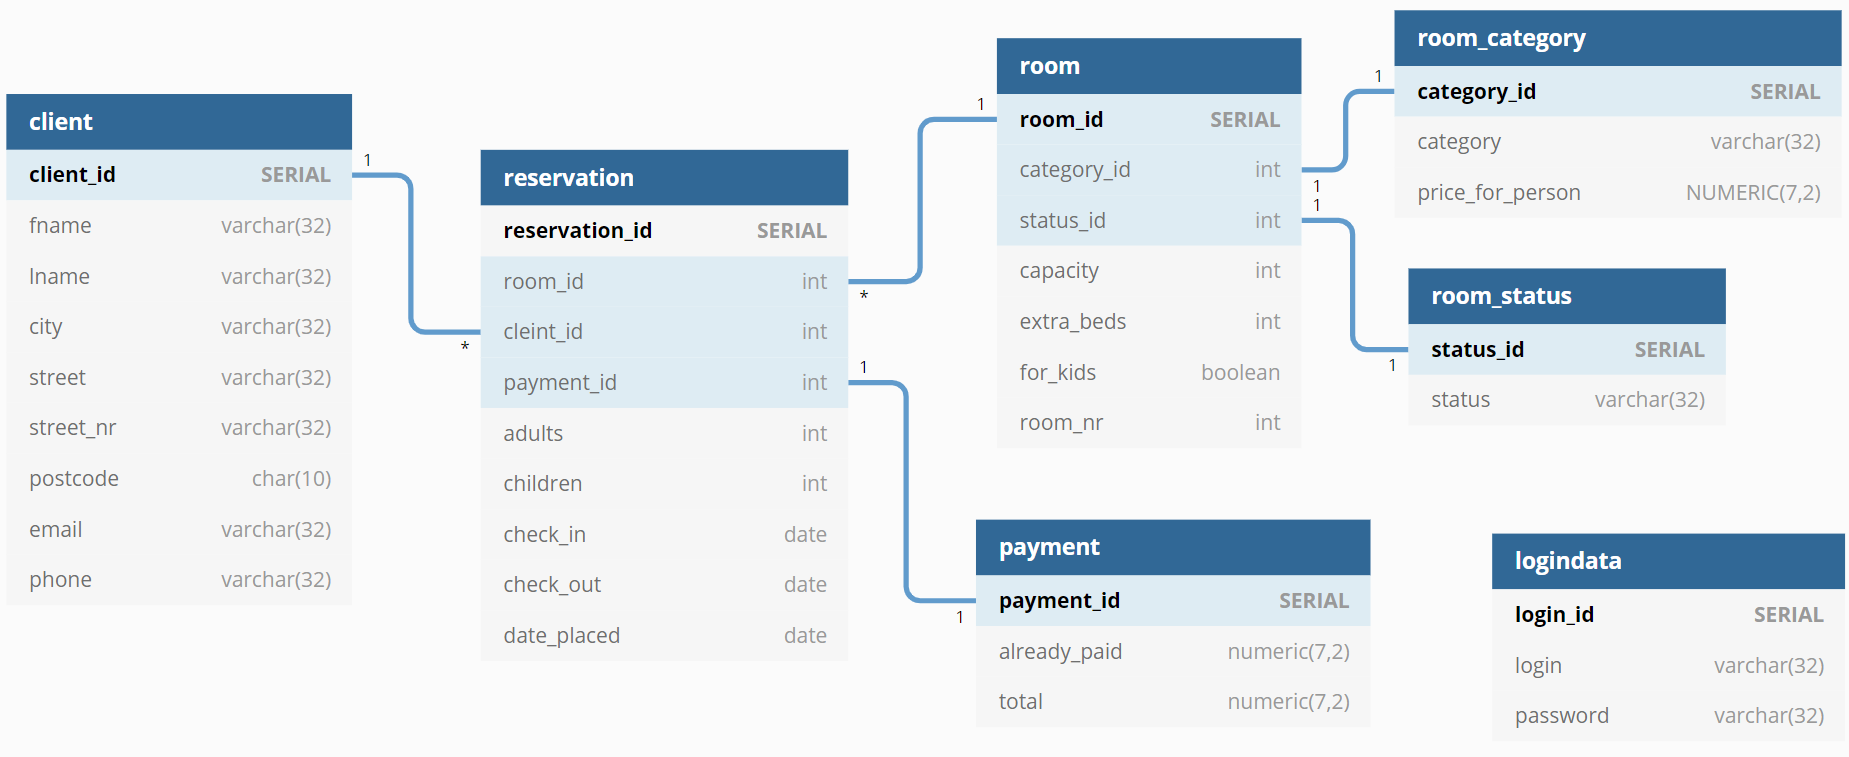 client
client_id SERIAL
fname varchar(32)
lname varchar(32)
city varchar(32)
street varchar(32)
street_nr varchar(32)
postcode char(10)
email varchar(32)
phone varchar(32)
1
*
reservation
reservation_id SERIAL
room_id int
cleint_id int
payment_id int
adults int
children int
check_in date
check_out date
date_placed date
*
1
1
1
room
room_id SERIAL
category_id int
status_id int
capacity int
extra_beds int
for_kids boolean
room_nr int
1
1
1
1
room_category
category_id SERIAL
category varchar(32)
price_for_person NUMERIC(7,2)
room_status
status_id SERIAL
status varchar(32)
payment
payment_id SERIAL
already_paid numeric(7,2)
total numeric(7,2)
logindata
login_id SERIAL
login varchar(32)
password varchar(32)